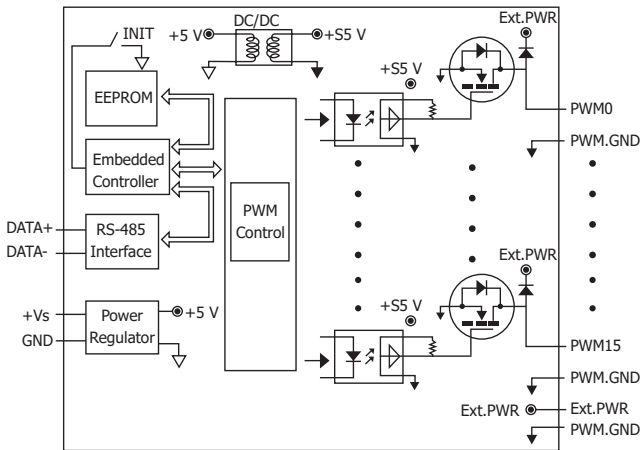 DC/DC
Ext.PWR
INIT
+5 V
+S5 V
+S5 V
EEPROM
PWM0
PWM.GND
Embedded
Controller
DATA+
DATA-
RS-485
Interface
PWM
Control
Ext.PWR
+S5 V
+Vs
GND
Power
Regulator
+5 V
PWM15
PWM.GND
Ext.PWR
Ext.PWR
PWM.GND